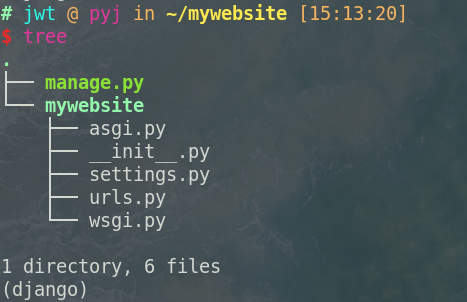 # jwt @ pyj in ~/mywebsite [15:13:20]
$ tree
.
├── manage.py
└── mywebsite
    ├── asgi.py
    ├── __init__.py
    ├── settings.py
    ├── urls.py
    └── wsgi.py
1 directory, 6 files
(django)